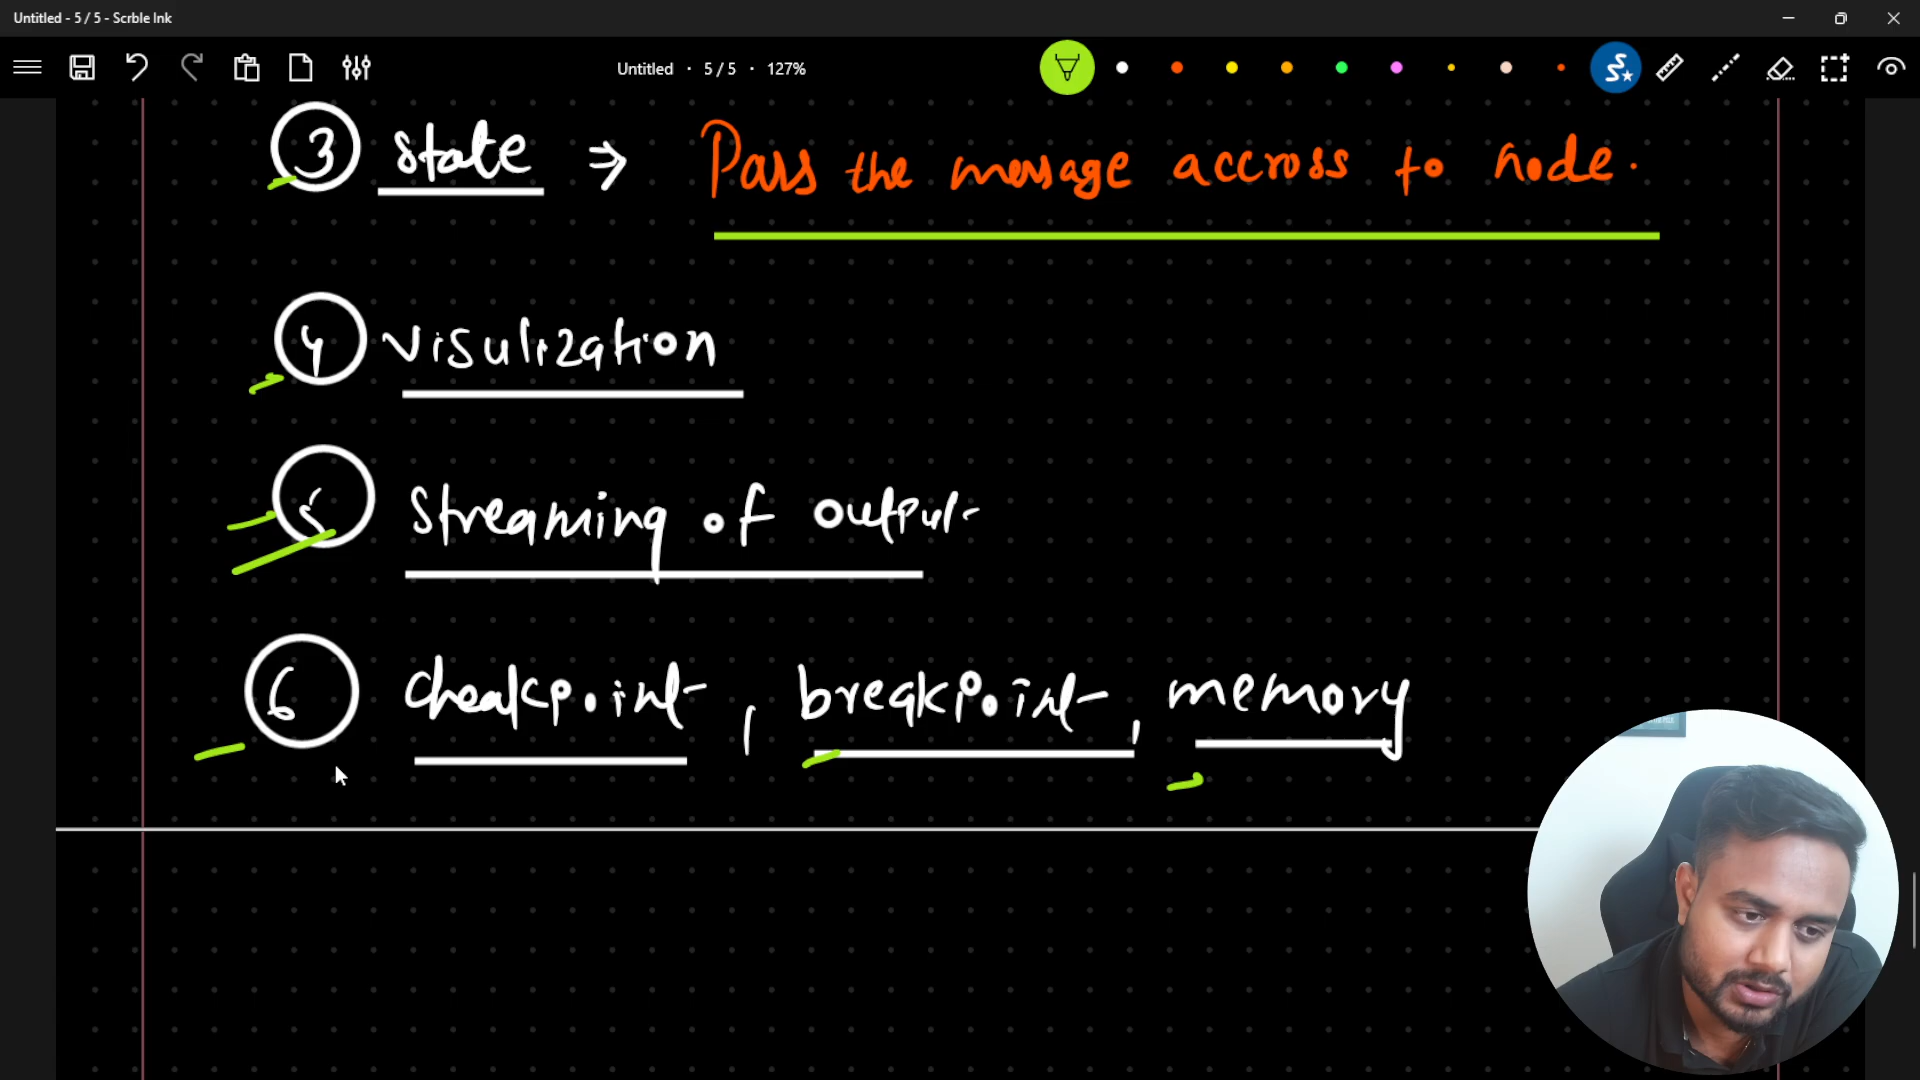 Untitled - 5 / 5 - Scrble Ink
Untitled · 5 / 5 · 127%
3 State ⇒ Pass the message accross to node.
4 visulization
5 Streaming of output
6 cheakpoint, breakpoint, memory